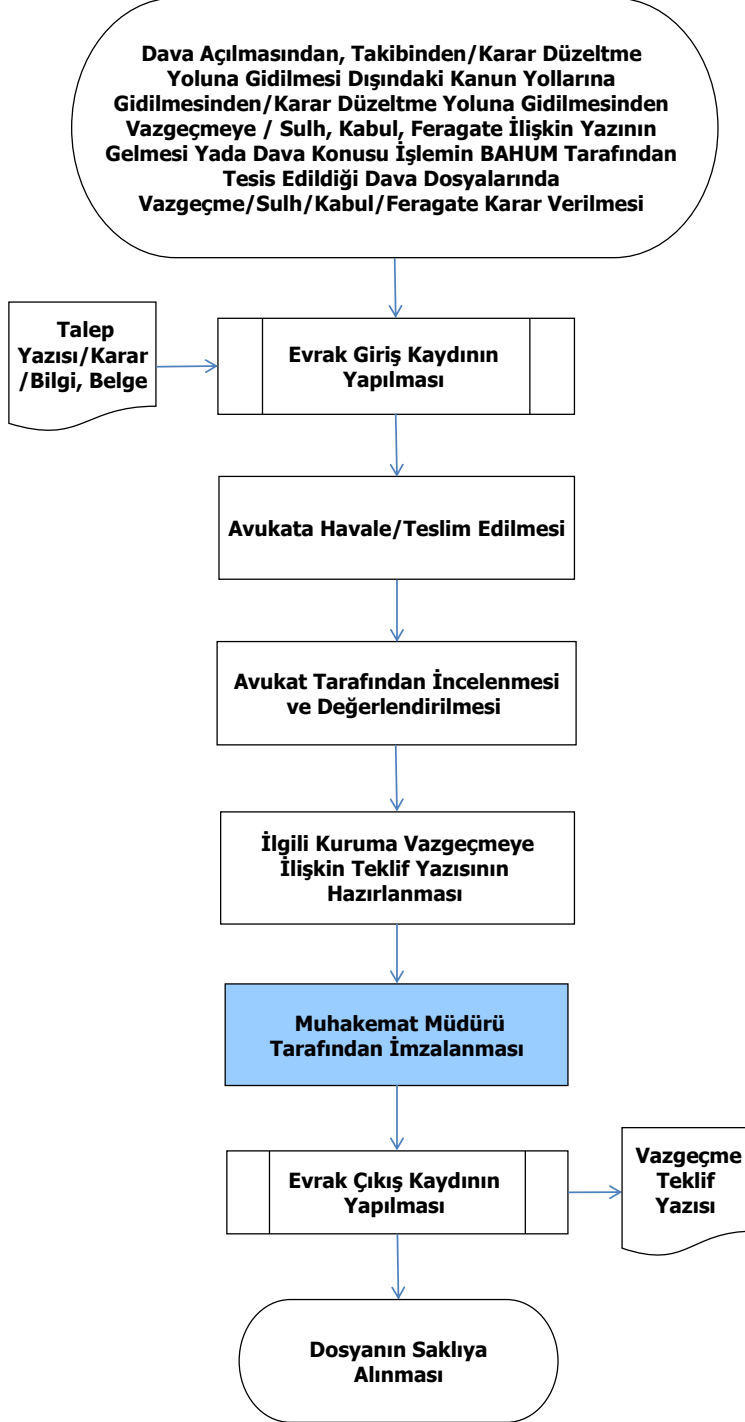 Dava Açılmasından, Takibinden/Karar Düzeltme
Yoluna Gidilmesi Dışındaki Kanun Yollarına
Gidilmesinden/Karar Düzeltme Yoluna Gidilmesinden
Vazgeçmeye / Sulh, Kabul, Feragate İlişkin Yazının
Gelmesi Yada Dava Konusu İşlemin BAHUM Tarafından
Tesis Edildiği Dava Dosyalarında
Vazgeçme/Sulh/Kabul/Feragate Karar Verilmesi
Talep
Yazısı/Karar
/Bilgi, Belge
Evrak Giriş Kaydının
Yapılması
Avukata Havale/Teslim Edilmesi
Avukat Tarafından İncelenmesi
ve Değerlendirilmesi
İlgili Kuruma Vazgeçmeye
İlişkin Teklif Yazısının
Hazırlanması
Muhakemat Müdürü
Tarafından İmzalanması
Evrak Çıkış Kaydının
Yapılması
Vazgeçme
Teklif
Yazısı
Dosyanın Saklıya
Alınması